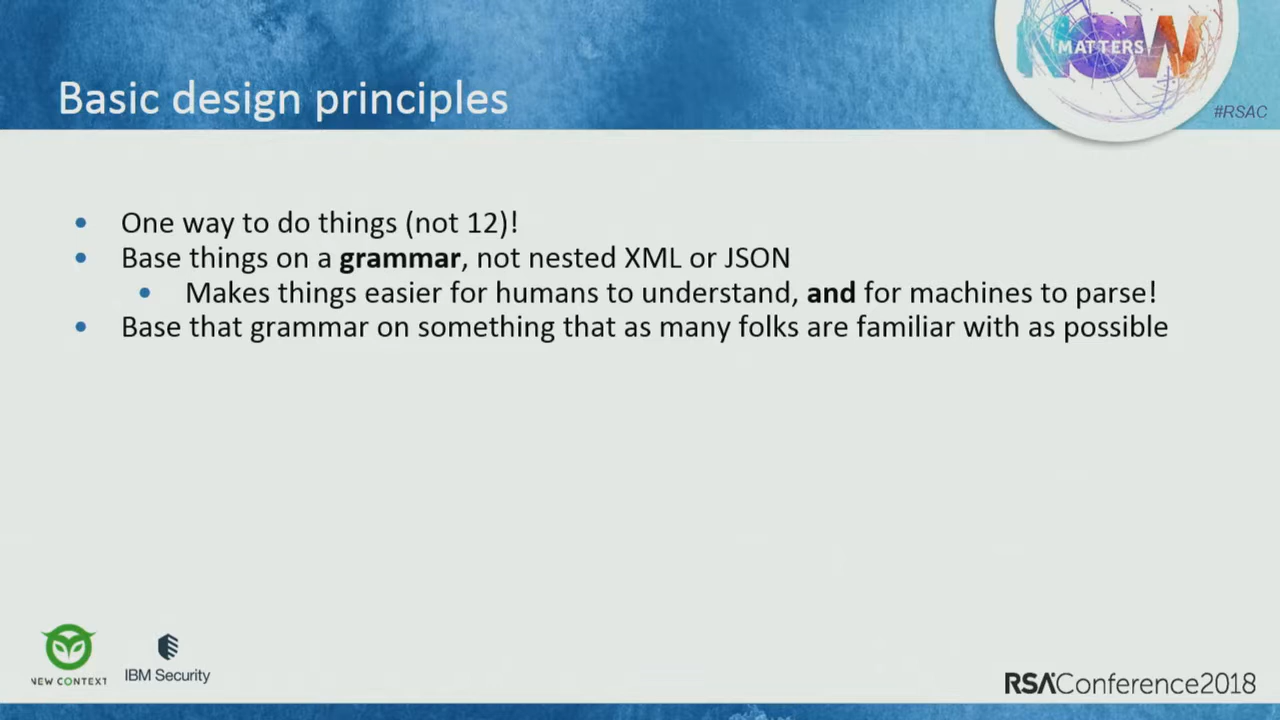 NOW
MATTERS
#RSAC
Basic design principles
• One way to do things (not 12)!
• Base things on a grammar, not nested XML or JSON
• Makes things easier for humans to understand, and for machines to parse!
• Base that grammar on something that as many folks are familiar with as possible
NEW CONTEXT
IBM Security
RSAConference2018